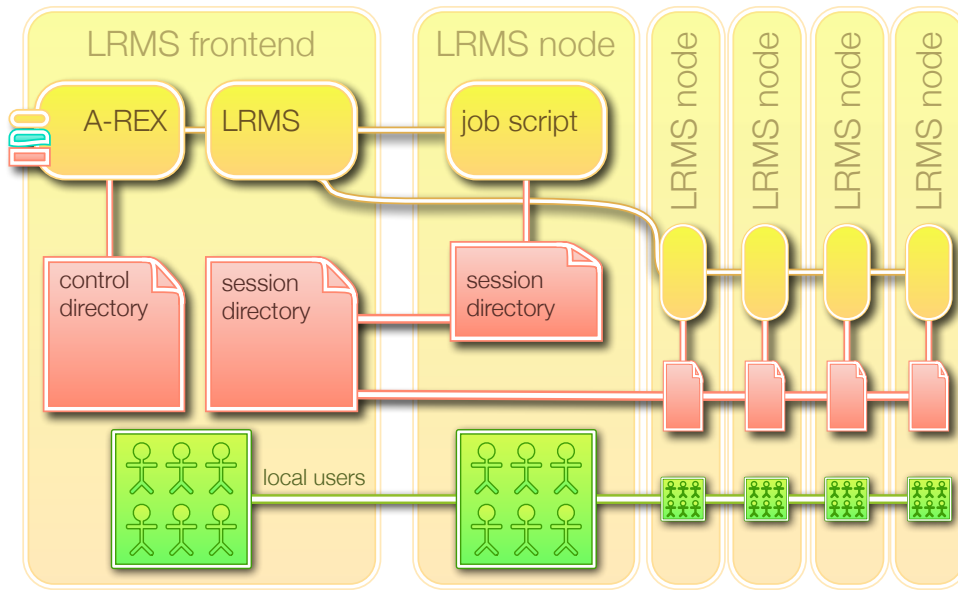 LRMS frontend
LRMS node
LRMS node
LRMS node
LRMS node
LRMS node
A-REX
LRMS
job script
control
directory
session
directory
session
directory
local users